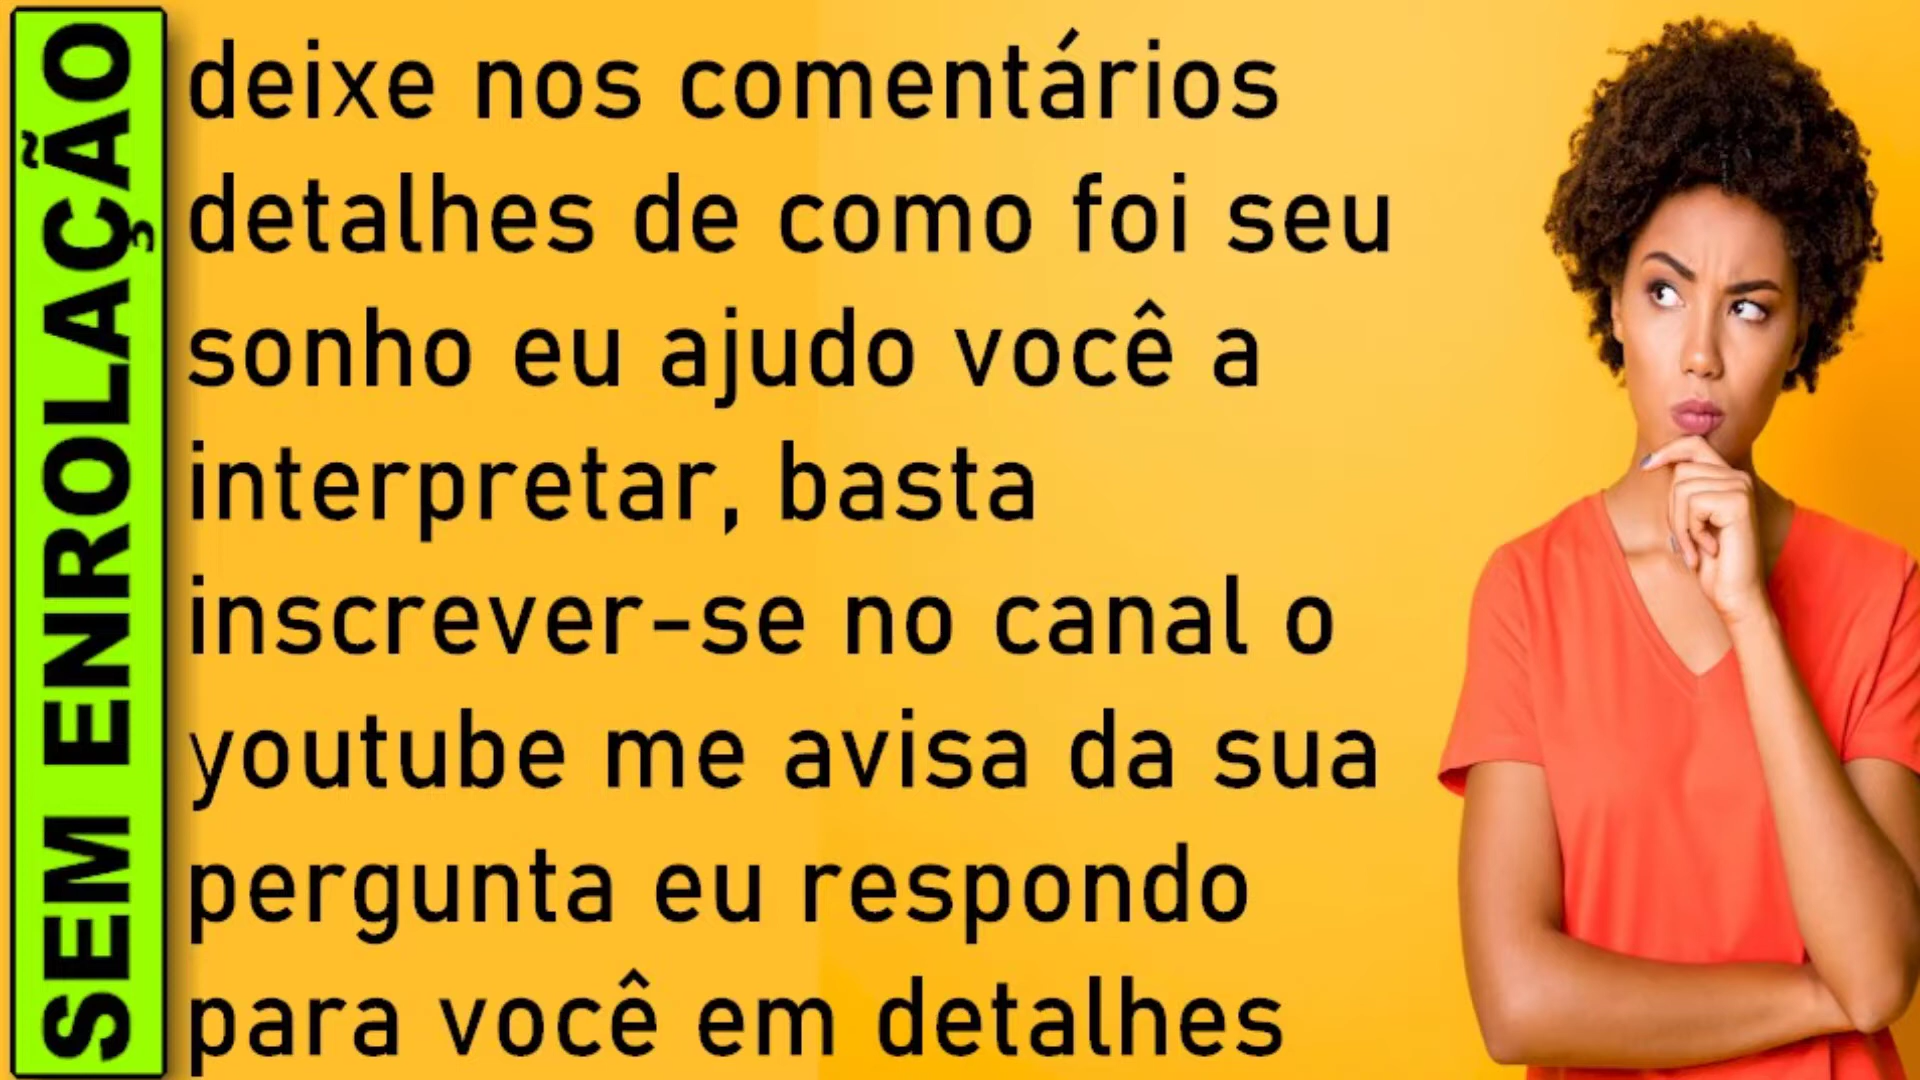 SEM ENROLAÇÃO
deixe nos comentários
detalhes de como foi seu
sonho eu ajudo você a
interpretar, basta
inscrever-se no canal o
youtube me avisa da sua
pergunta eu respondo
para você em detalhes